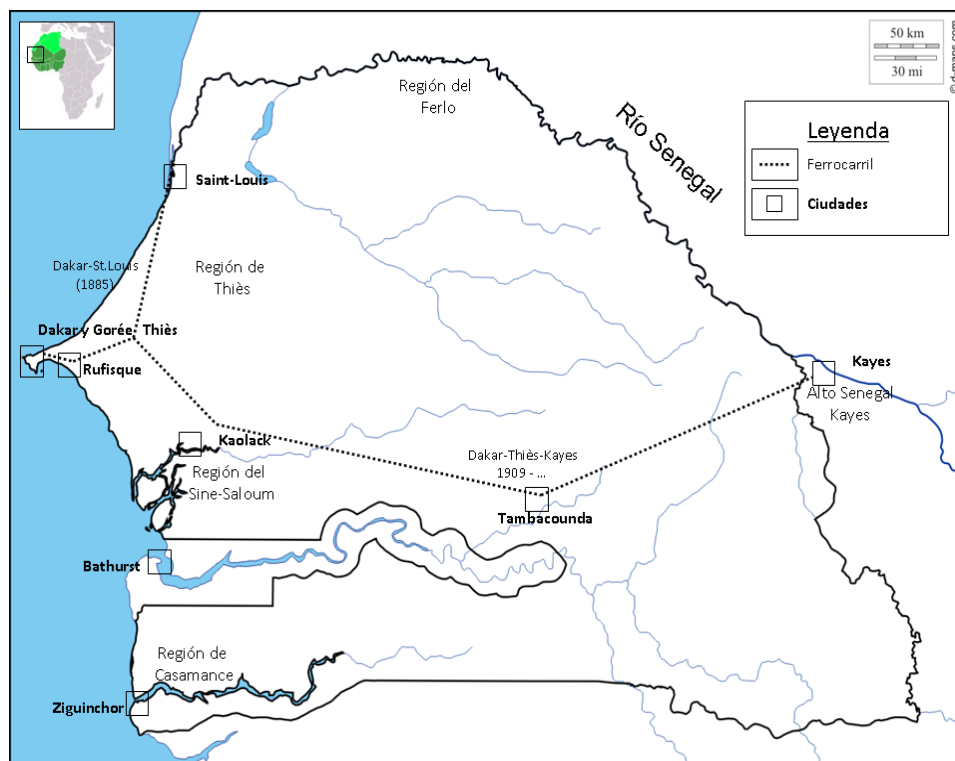 50 km
30 mi
© d-maps.com
Región del
Ferlo
Río Senegal
Leyenda
Ferrocarril
Ciudades
Saint-Louis
Dakar-St.Louis
(1885)
Región de
Thiès
Dakar y Gorée
Thiès
Rufisque
Kayes
Alto Senegal
Kayes
Kaolack
Dakar-Thiès-Kayes
1909 - ...
Región del
Sine-Saloum
Tambacounda
Bathurst
Región de
Casamance
Ziguinchor